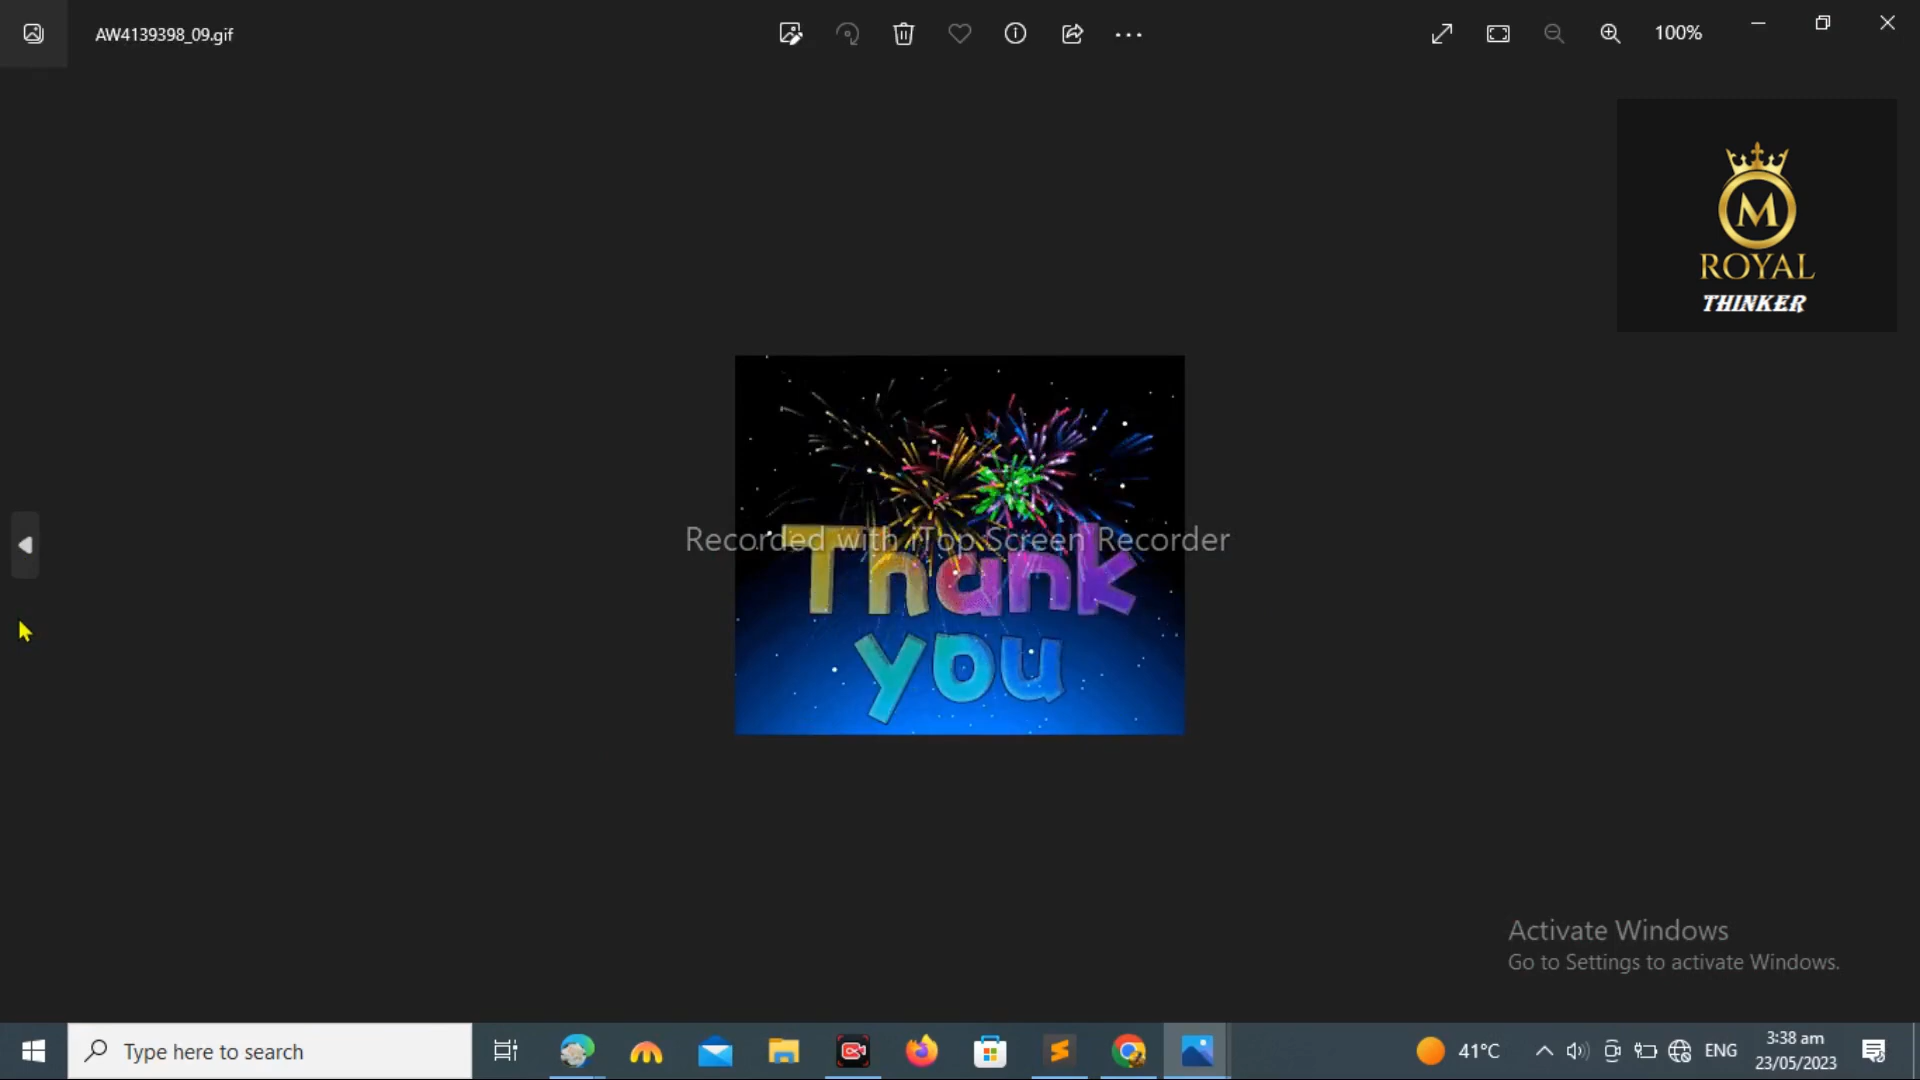 AW4139398_09.gif
100%
M
ROYAL
THINKER
Recorded with iTop Screen Recorder
Thank
you
Activate Windows
Go to Settings to activate Windows.
Type here to search
41°C
ENG
3:38 am
23/05/2023